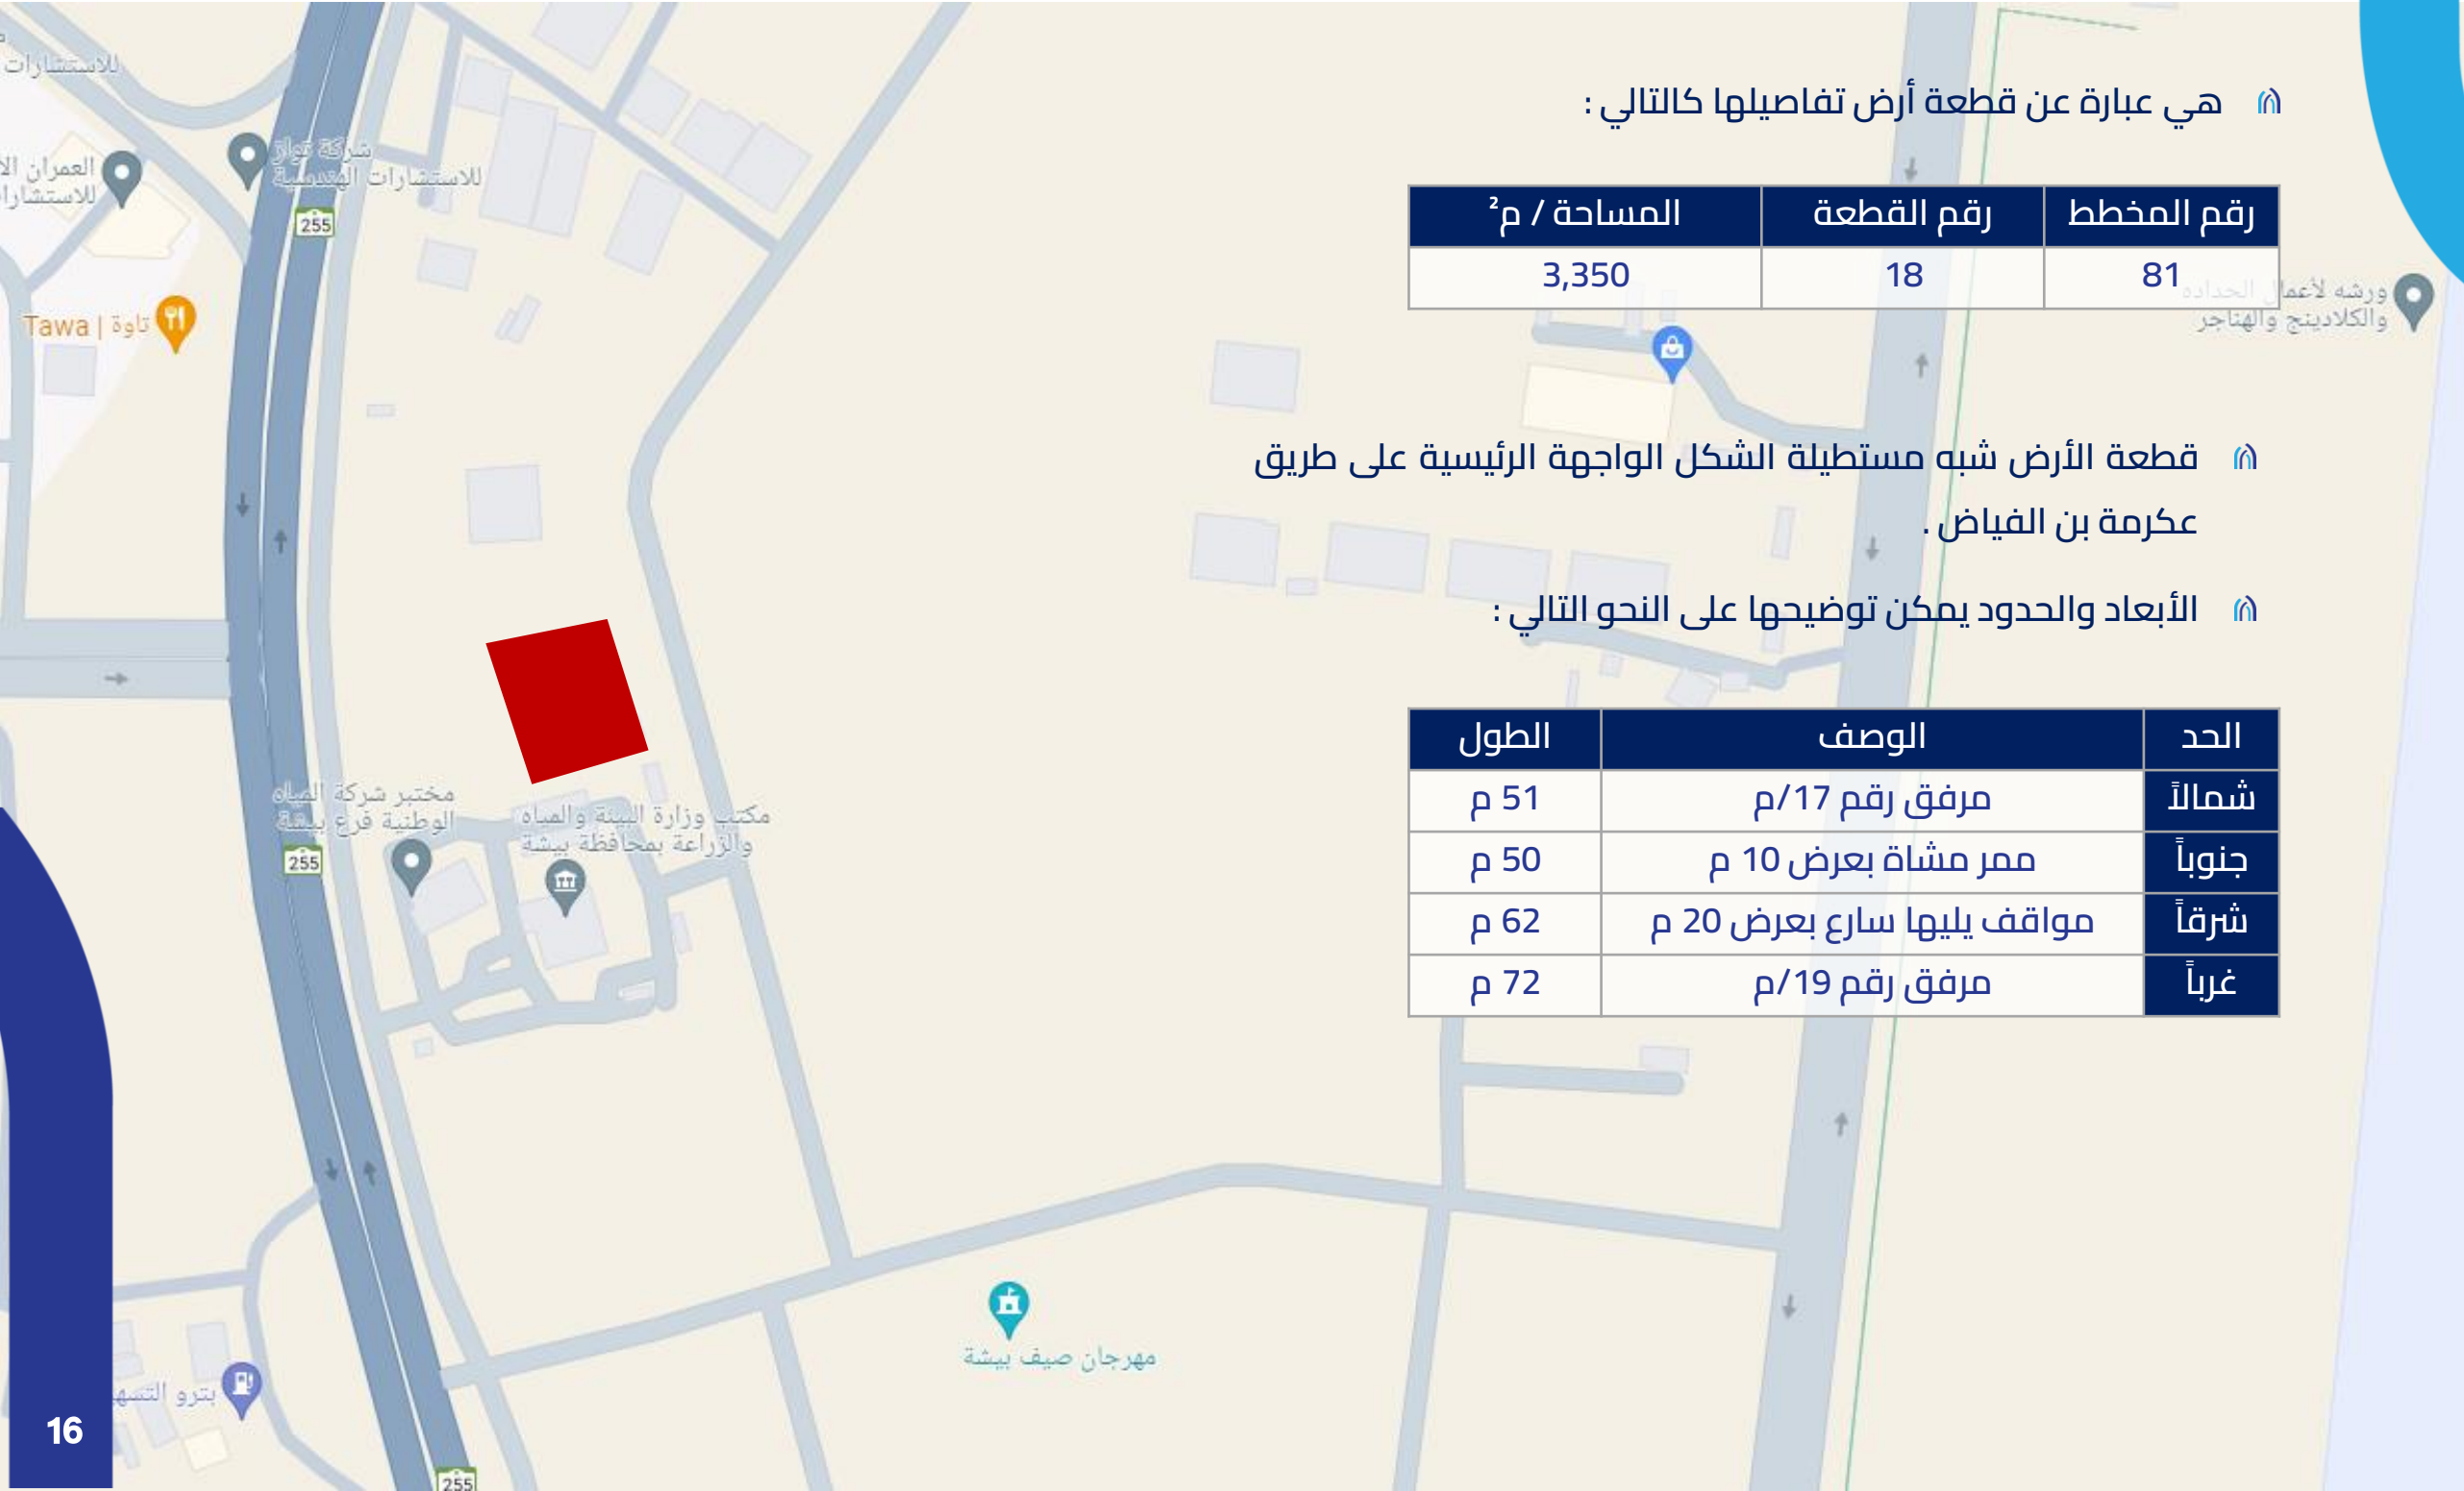 هي عبارة عن قطعة أرض تفاصيلها كالتالي :
رقم المخطط رقم القطعة المساحة / م²
81 18 3,350
قطعة الأرض شبه مستطيلة الشكل الواجهة الرئيسية على طريق
عكرمة بن الفياض .
الأبعاد والحدود يمكن توضيحها على النحو التالي :
الحد الوصف الطول
شمالاً مرفق رقم 17/م 51 م
جنوباً ممر مشاة بعرض 10 م 50 م
شرقاً مواقف يليها سارع بعرض 20 م 62 م
غرباً مرفق رقم 19/م 72 م
للاستشارات
شركة تواز
للاستشارات الهندسية
العمران
255
تاوة | Tawa
ورشه لأعمال الحداده
والكلادينج والهناجر
مختبر شركة المياه
الوطنية فرع بيشة
مكتب وزارة البيئة والمياه
والزراعة بمحافظة بيشة
255
مهرجان صيف بيشة
بترو
255
16